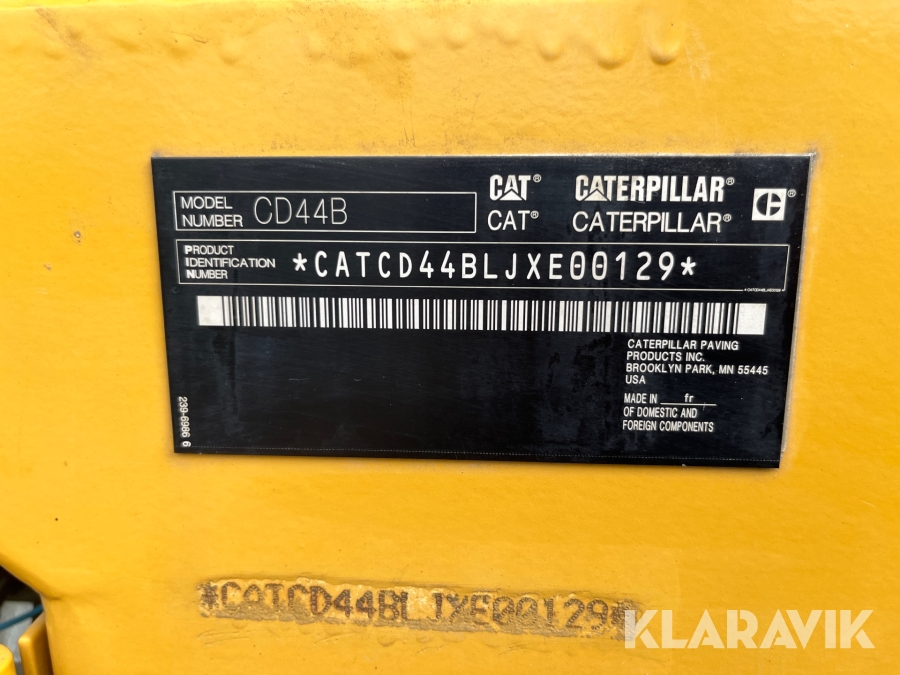 MODEL NUMBER CD44B
CAT® CATERPILLAR® C®
CAT® CATERPILLAR®
PRODUCT
IDENTIFICATION
NUMBER
*CATCD44BLJXE00129*
CATERPILLAR PAVING
PRODUCTS INC.
BROOKLYN PARK, MN 55445
USA
MADE IN fr
OF DOMESTIC AND
FOREIGN COMPONENTS
239-6966 6
*CATCD44BLJXE00129*
KLARAVIK